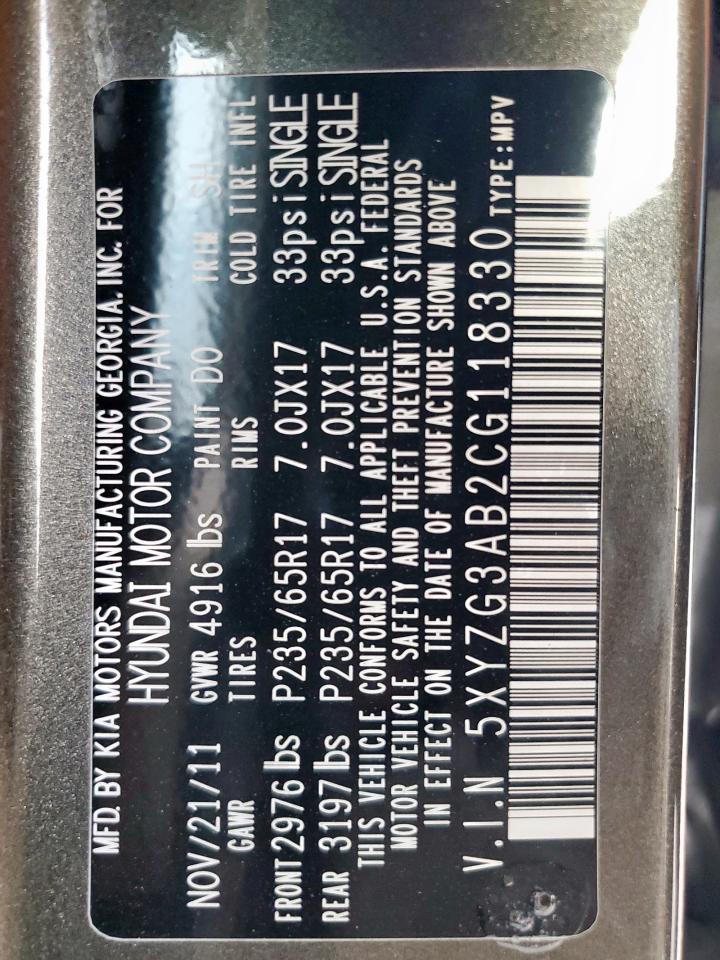 MFD. BY KIA MOTORS MANUFACTURING GEORGIA. INC. FOR
HYUNDAI MOTOR COMPANY
NOV/21/11 GVWR 4916 lbs PAINT DO TRIM SH
GAWR TIRES RIMS COLD TIRE INFL
FRONT 2976 lbs P235/65R17 7.0JX17 33psi SINGLE
REAR 3197 lbs P235/65R17 7.0JX17 33psi SINGLE
THIS VEHICLE CONFORMS TO ALL APPLICABLE U.S.A. FEDERAL
MOTOR VEHICLE SAFETY AND THEFT PREVENTION STANDARDS
IN EFFECT ON THE DATE OF MANUFACTURE SHOWN ABOVE
V.I.N 5XYZG3AB2CG118330 TYPE:MPV